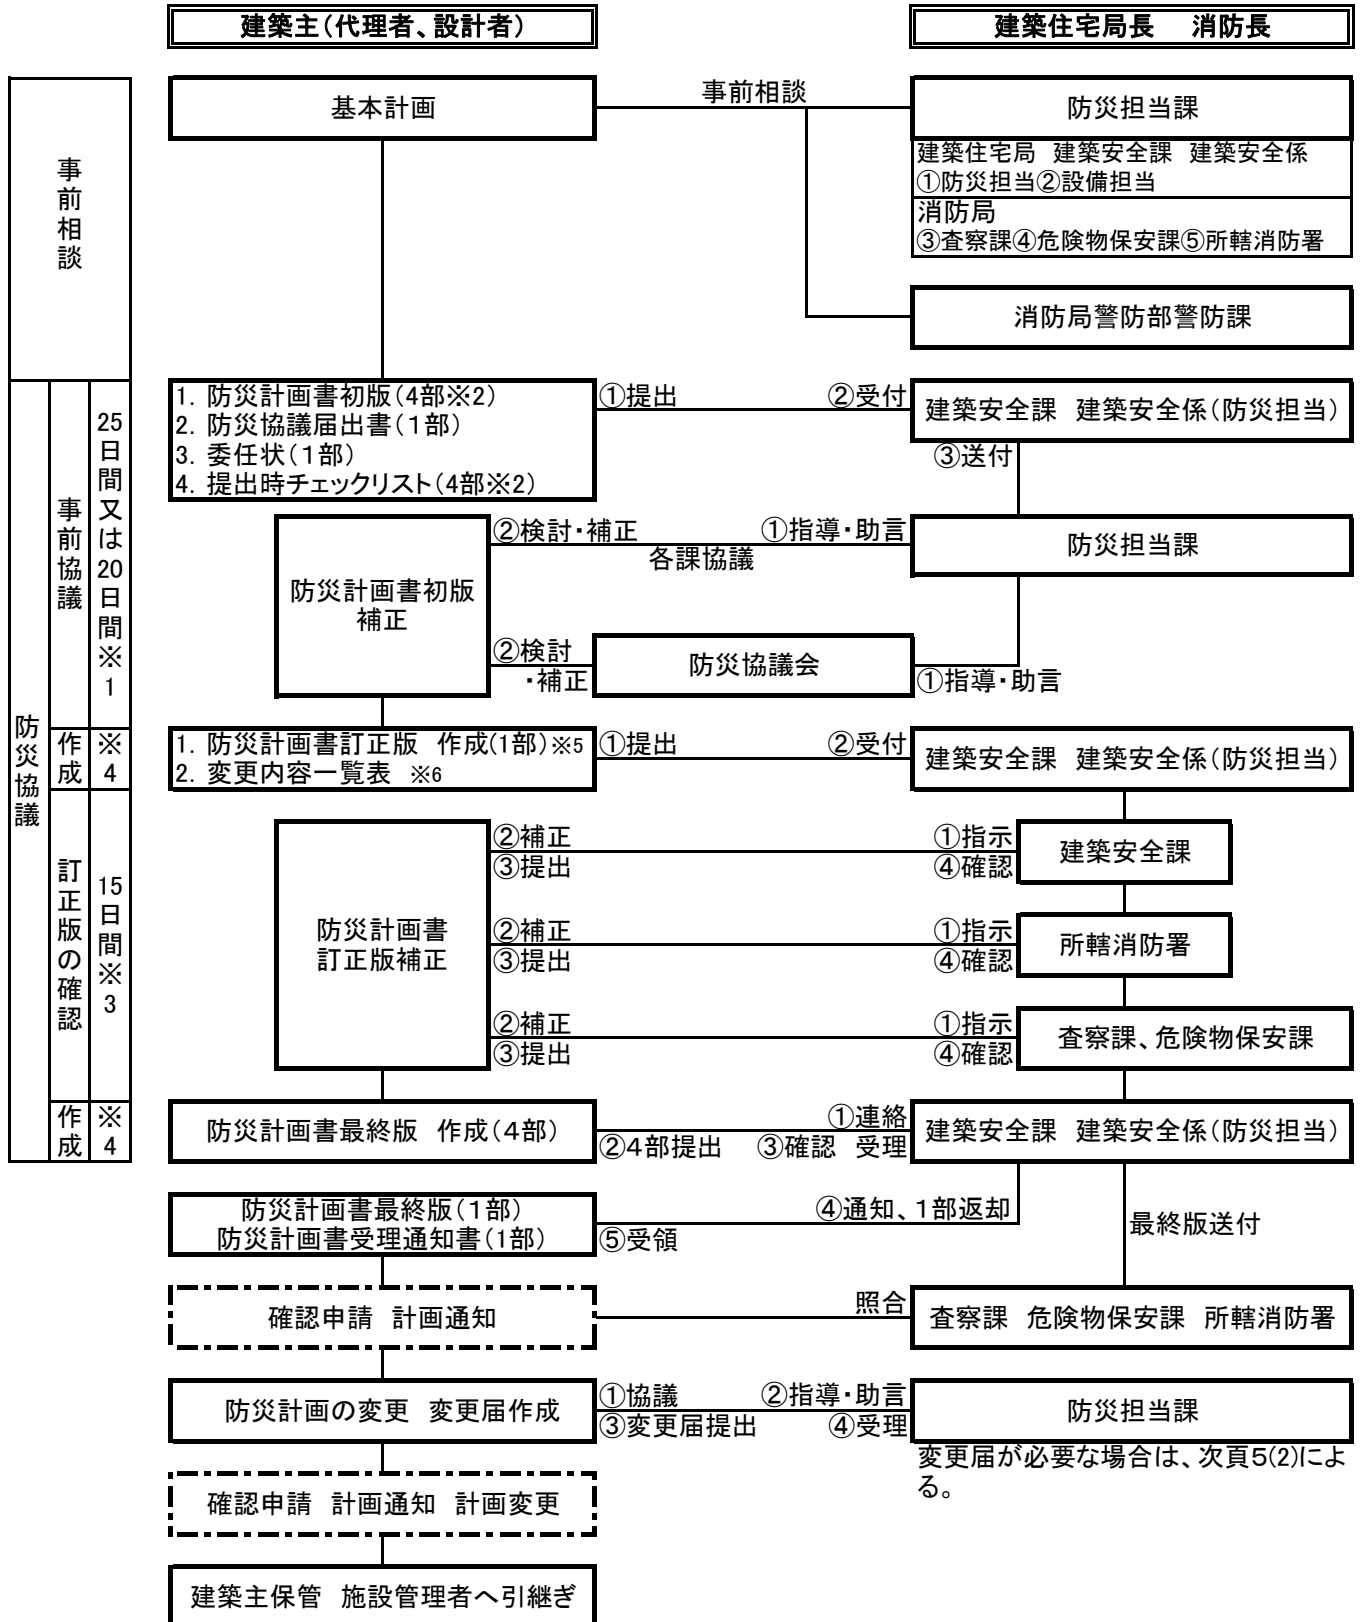 建築主(代理者、設計者)
建築住宅局長　消防長
事前相談
基本計画
事前相談
防災担当課
建築住宅局　建築安全課　建築安全係
①防災担当②設備担当
消防局
③査察課④危険物保安課⑤所轄消防署
消防局警防部警防課
防災協議
事前協議
25日間又は20日間※1
1. 防災計画書初版(4部※2)
2. 防災協議届出書(1部)
3. 委任状(1部)
4. 提出時チェックリスト(4部※2)
①提出
②受付
建築安全課　建築安全係(防災担当)
③送付
防災計画書初版
補正
②検討・補正
①指導・助言
各課協議
防災担当課
②検討
・補正
防災協議会
①指導・助言
作成
※4
1. 防災計画書訂正版　作成(1部)※5
2. 変更内容一覧表　※6
①提出
②受付
建築安全課　建築安全係(防災担当)
訂正版の確認
15日間※3
防災計画書
訂正版補正
②補正
③提出
①指示
④確認
建築安全課
②補正
③提出
①指示
④確認
所轄消防署
②補正
③提出
①指示
④確認
査察課、危険物保安課
作成
※4
防災計画書最終版　作成(4部)
①連絡
②4部提出
③確認　受理
建築安全課　建築安全係(防災担当)
防災計画書最終版(1部)
防災計画書受理通知書(1部)
④通知、1部返却
⑤受領
最終版送付
確認申請　計画通知
照合
査察課　危険物保安課　所轄消防署
防災計画の変更　変更届作成
①協議
②指導・助言
③変更届提出
④受理
防災担当課
変更届が必要な場合は、次頁5(2)によ
る。
確認申請　計画通知　計画変更
建築主保管　施設管理者へ引継ぎ